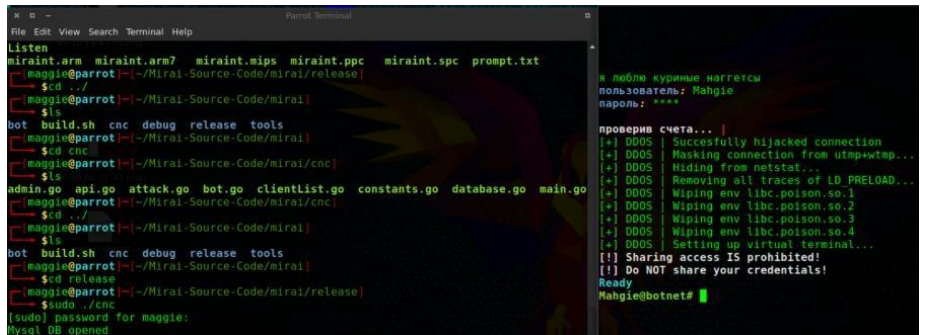 Parrot Terminal
File Edit View Search Terminal Help
Listen
miraint.arm miraint.arm7 miraint.mips miraint.ppc miraint.spc prompt.txt
[maggie@parrot]-[~/Mirai-Source-Code/mirai/release]
$cd ../
[maggie@parrot]-[~/Mirai-Source-Code/mirai]
$ls
bot build.sh cnc debug release tools
[maggie@parrot]-[~/Mirai-Source-Code/mirai]
$cd cnc
[maggie@parrot]-[~/Mirai-Source-Code/mirai/cnc]
$ls
admin.go api.go attack.go bot.go clientList.go constants.go database.go main.go
[maggie@parrot]-[~/Mirai-Source-Code/mirai/cnc]
$cd ../
[maggie@parrot]-[~/Mirai-Source-Code/mirai]
$ls
bot build.sh cnc debug release tools
[maggie@parrot]-[~/Mirai-Source-Code/mirai]
$cd release
[maggie@parrot]-[~/Mirai-Source-Code/mirai/release]
$sudo ./cnc
[sudo] password for maggie:
Mysql DB opened
я люблю куриные наггетсы
пользователь: Mahgie
пароль: ****
проверив счета... |
[+] DDOS | Succesfully hijacked connection
[+] DDOS | Masking connection from utmp+wtmp...
[+] DDOS | Hiding from netstat...
[+] DDOS | Removing all traces of LD_PRELOAD...
[+] DDOS | Wiping env libc.poison.so.1
[+] DDOS | Wiping env libc.poison.so.2
[+] DDOS | Wiping env libc.poison.so.3
[+] DDOS | Wiping env libc.poison.so.4
[+] DDOS | Setting up virtual terminal...
[!] Sharing access IS prohibited!
[!] Do NOT share your credentials!
Ready
Mahgie@botnet#